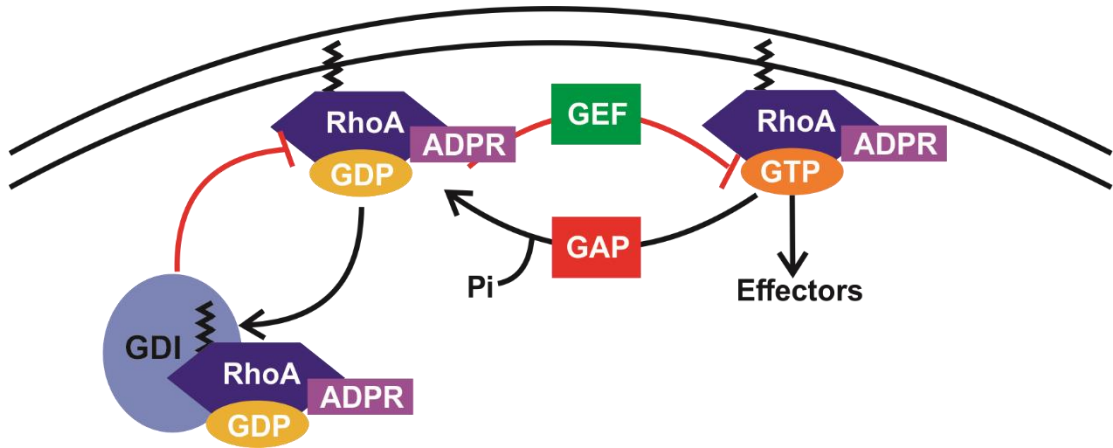 RhoA
ADPR
GDP
GEF
RhoA
ADPR
GTP
GAP
Pi
Effectors
GDI
RhoA
ADPR
GDP